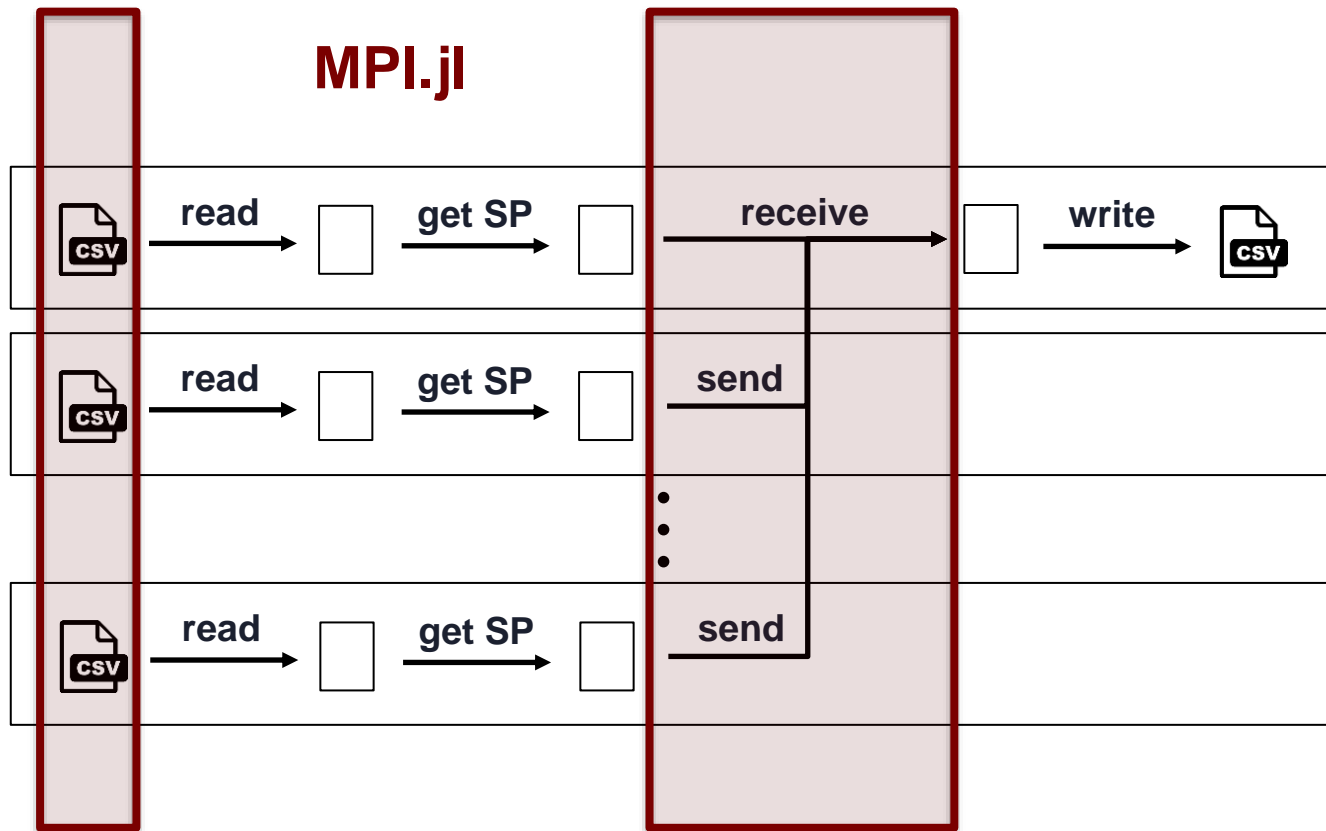 MPI.jl
read
get SP
receive
write
CSV
CSV
read
get SP
send
CSV
read
get SP
send
CSV